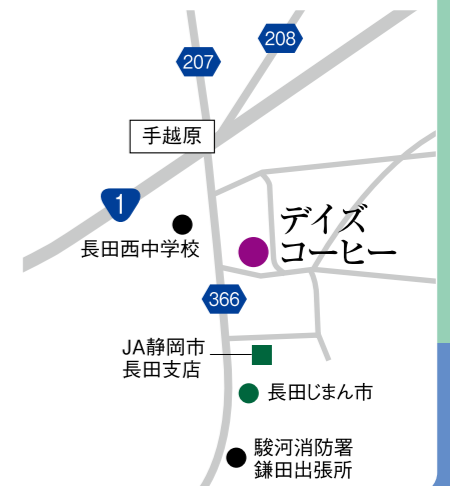 208
207
手越原
1
デイズ
コーヒー
長田西中学校
366
JA静岡市
長田支店
長田じまん市
駿河消防署
鎌田出張所